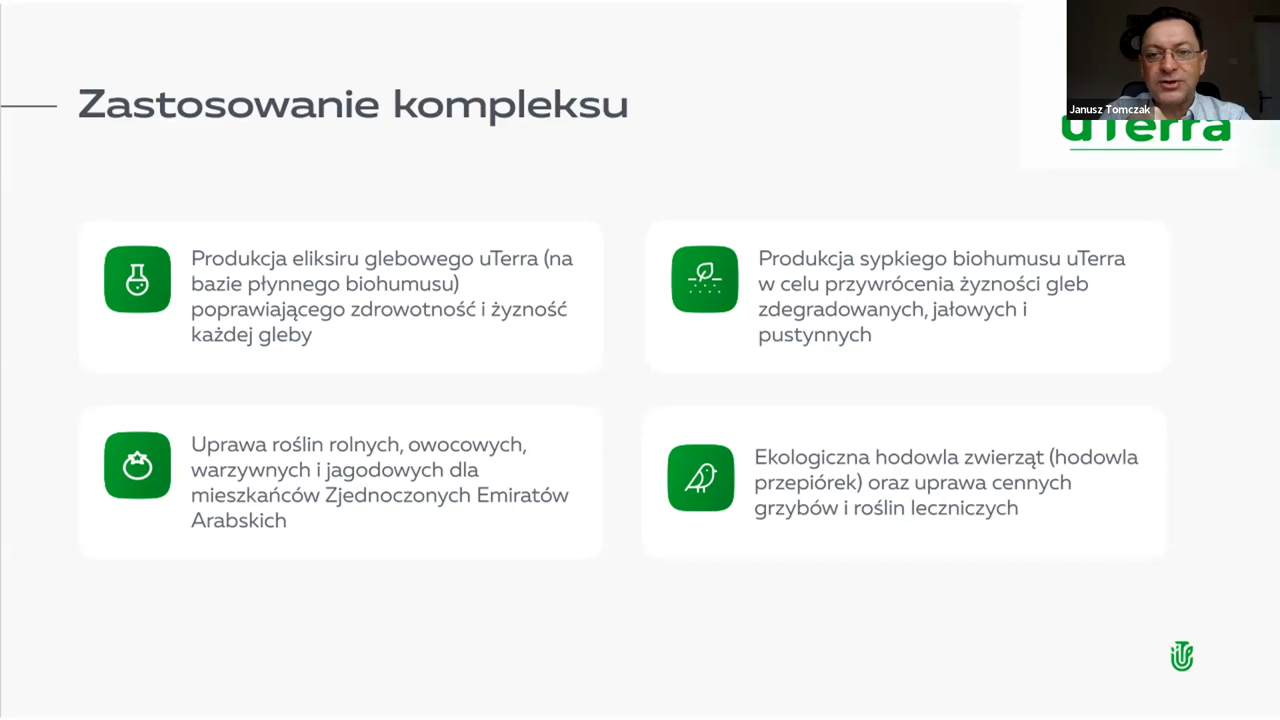 Zastosowanie kompleksu
Janusz Tomczak
uTerra
Produkcja eliksiru glebowego uTerra (na
bazie płynnego biohumusu)
poprawiającego zdrowotność i żyzność
każdej gleby
Produkcja sypkiego biohumusu uTerra
w celu przywrócenia żyzności gleb
zdegradowanych, jałowych i
pustynnych
Uprawa roślin rolnych, owocowych,
warzywnych i jagodowych dla
mieszkańców Zjednoczonych Emiratów
Arabskich
Ekologiczna hodowla zwierząt (hodowla
przepiórek) oraz uprawa cennych
grzybów i roślin leczniczych